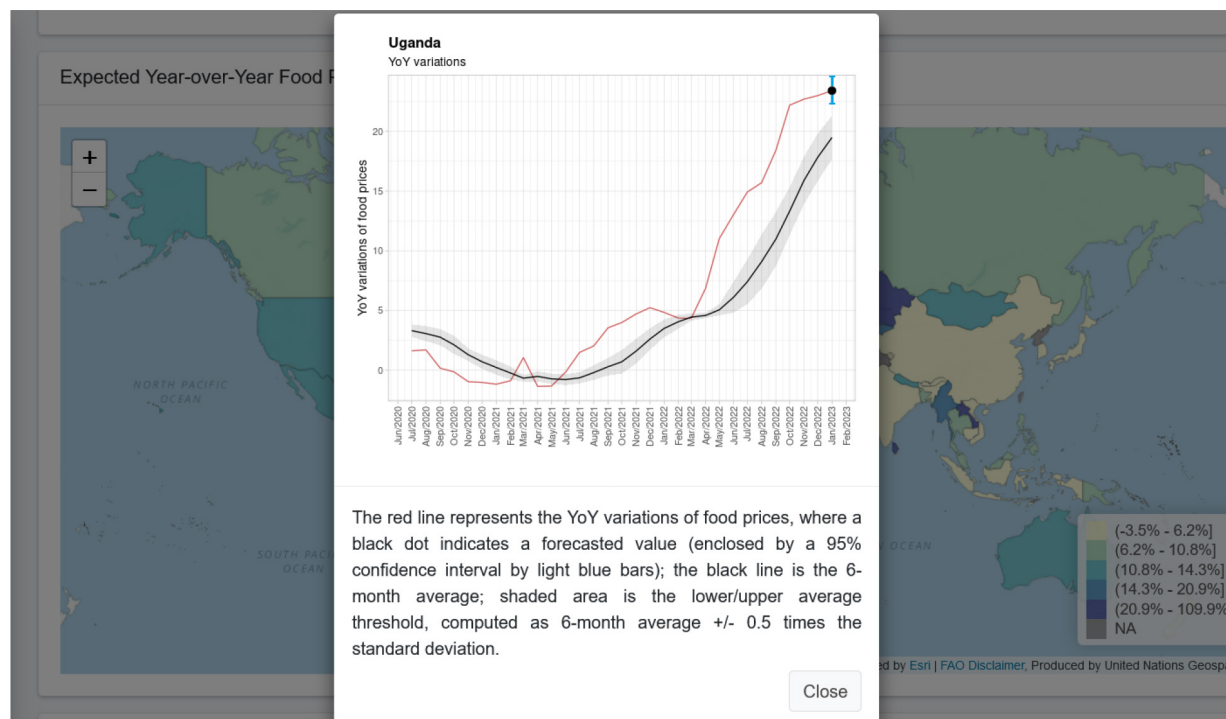 Expected Year-over-Year Food
+
−
NORTH PACIFIC
OCEAN
SOUTH
OCEAN
Uganda
YoY variations
YoY variations of food prices
20
15
10
5
0
Jun/2020
Jul/2020
Aug/2020
Sep/2020
Oct/2020
Nov/2020
Dec/2020
Jan/2021
Feb/2021
Mar/2021
Apr/2021
May/2021
Jun/2021
Jul/2021
Aug/2021
Sep/2021
Oct/2021
Nov/2021
Dec/2021
Jan/2022
Feb/2022
Mar/2022
Apr/2022
May/2022
Jun/2022
Jul/2022
Aug/2022
Sep/2022
Oct/2022
Nov/2022
Dec/2022
Jan/2023
Feb/2023
The red line represents the YoY variations of food prices, where a
black dot indicates a forecasted value (enclosed by a 95%
confidence interval by light blue bars); the black line is the 6-
month average; shaded area is the lower/upper average
threshold, computed as 6-month average +/- 0.5 times the
standard deviation.
Close
OCEAN
(-3.5% - 6.2%]
(6.2% - 10.8%]
(10.8% - 14.3%]
(14.3% - 20.9%]
(20.9% - 109.9%
NA
by Esri | FAO Disclaimer, Produced by United Nations